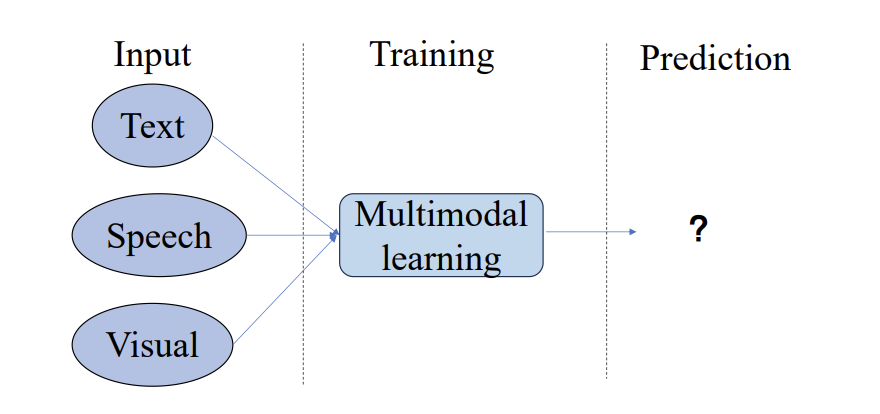 Input
Training
Prediction
Text
Speech
Visual
Multimodal
learning
?